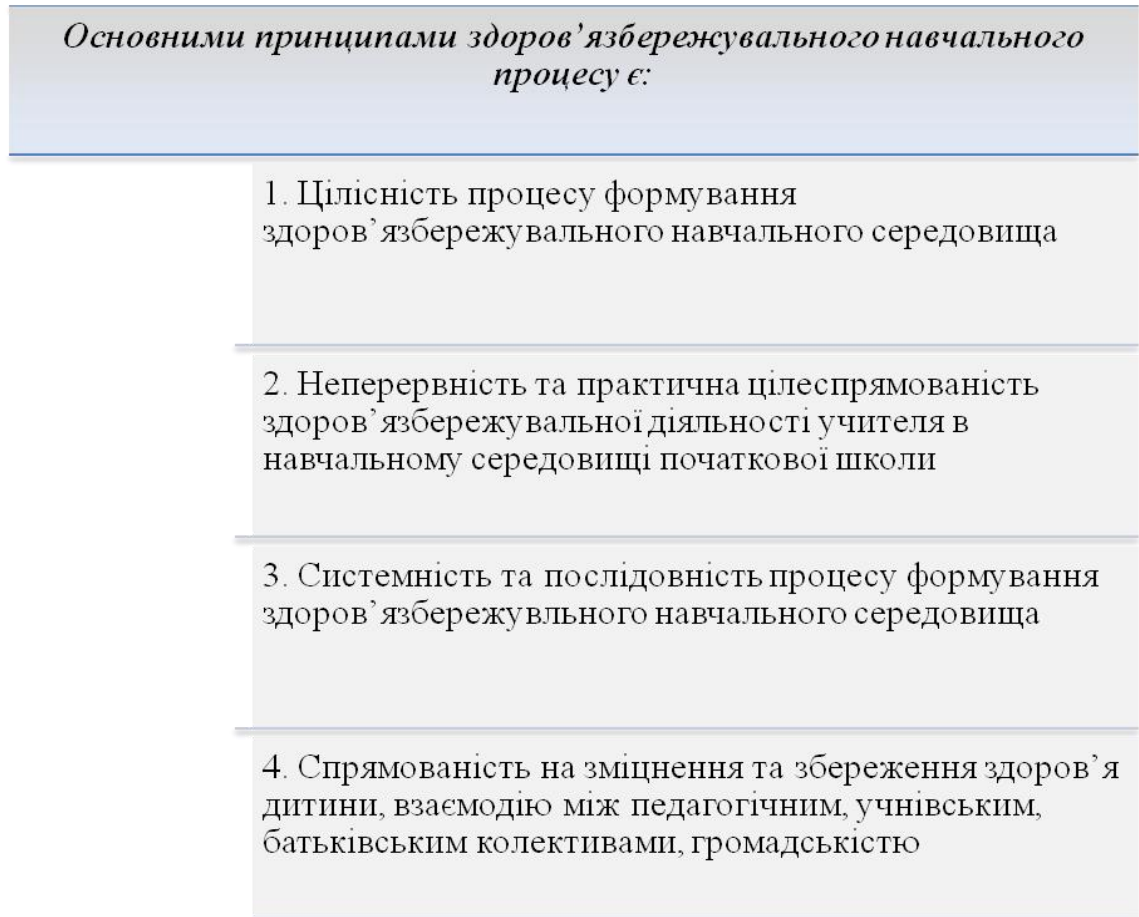 Основними принципами здоров’язбережувального навчального
процесу є:
1. Цілісність процесу формування
здоров’язбережувального навчального середовища
2. Неперервність та практична цілеспрямованість
здоров’язбережувальної діяльності учителя в
навчальному середовищі початкової школи
3. Системність та послідовність процесу формування
здоров’язбережувльного навчального середовища
4. Спрямованість на зміцнення та збереження здоров’я
дитини, взаємодію між педагогічним, учнівським,
батьківським колективами, громадськістю